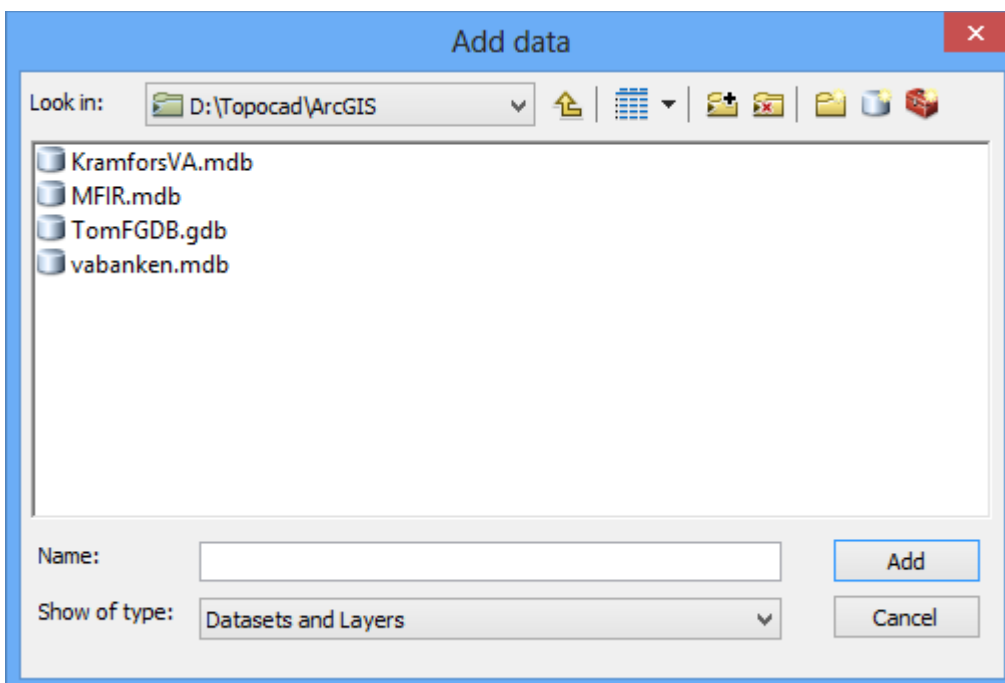 Add data
Look in: D:\Topocad\ArcGIS
KramforsVA.mdb
MFIR.mdb
TomFGDB.gdb
vabanken.mdb
Name: Add
Show of type: Datasets and Layers Cancel